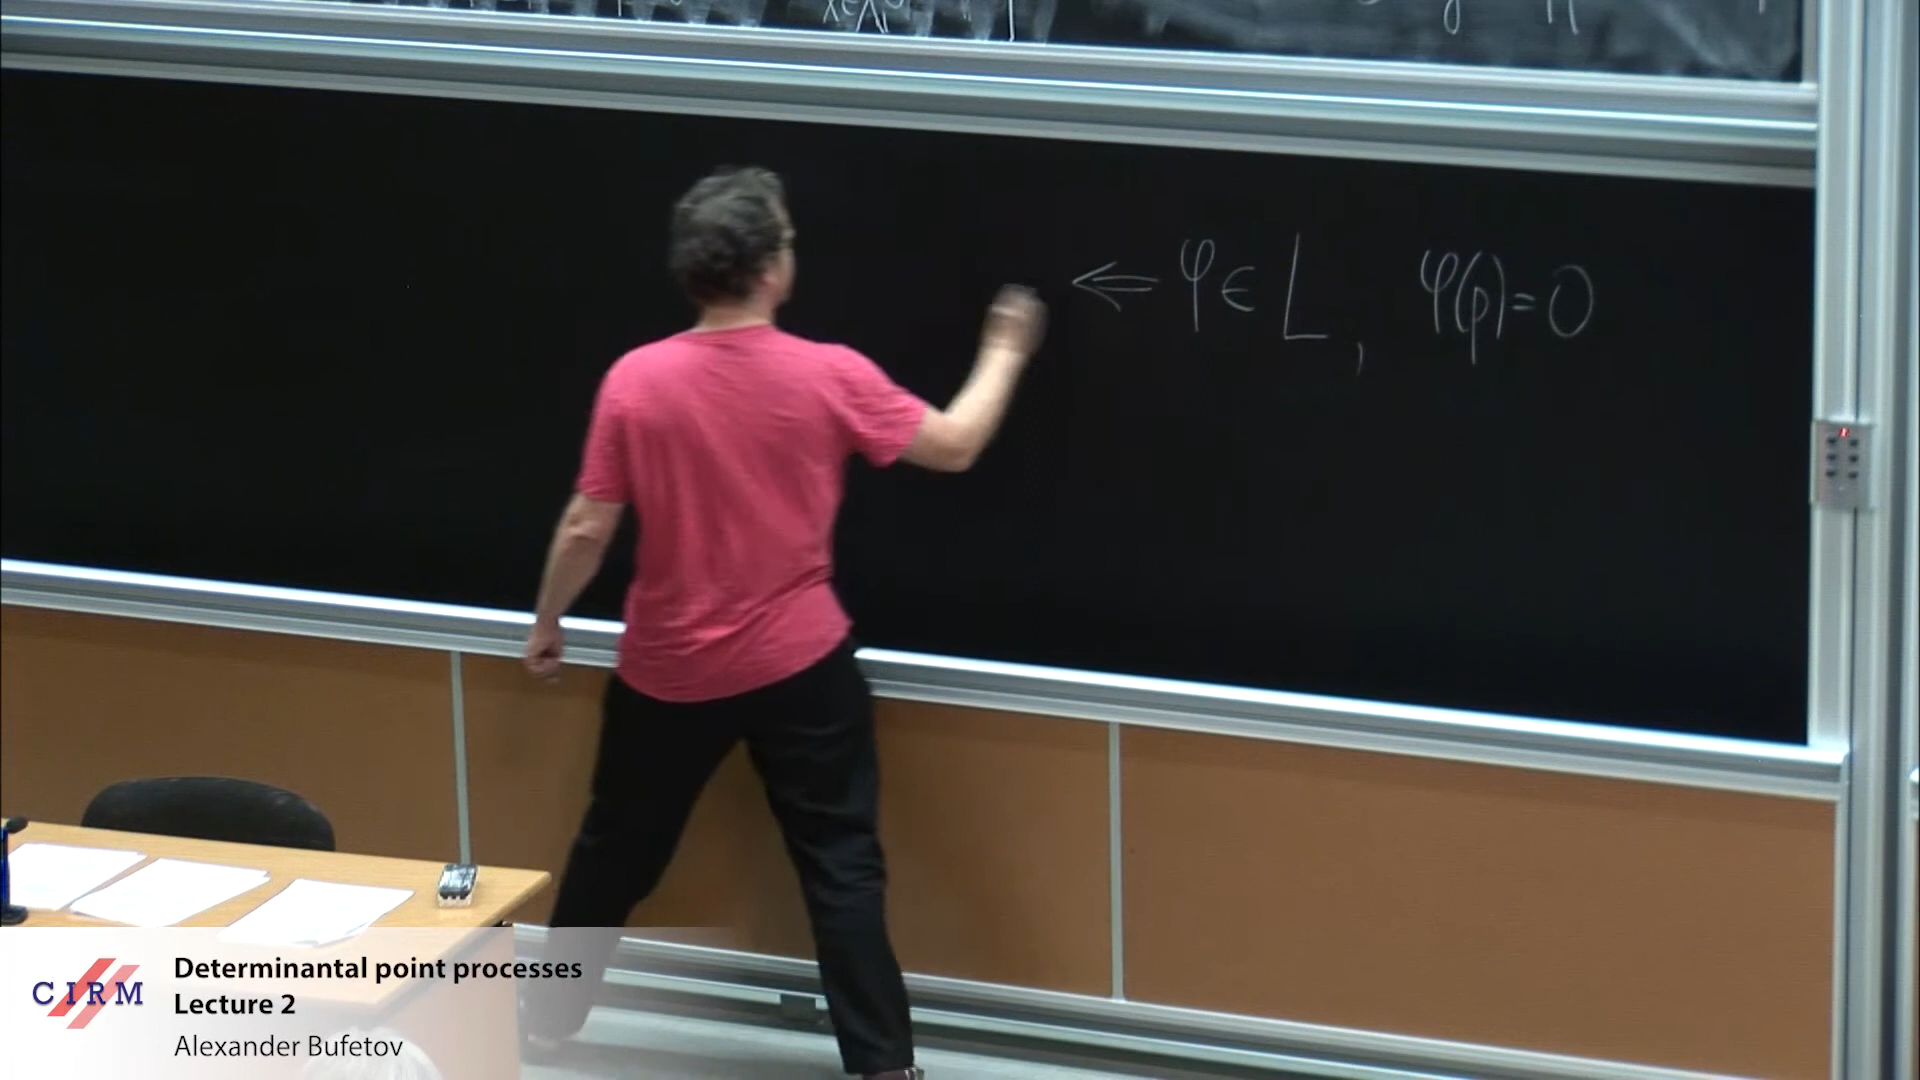 ⇐ φ ∈ L, φ(p) = 0
CIRM
Determinantal point processes
Lecture 2
Alexander Bufetov